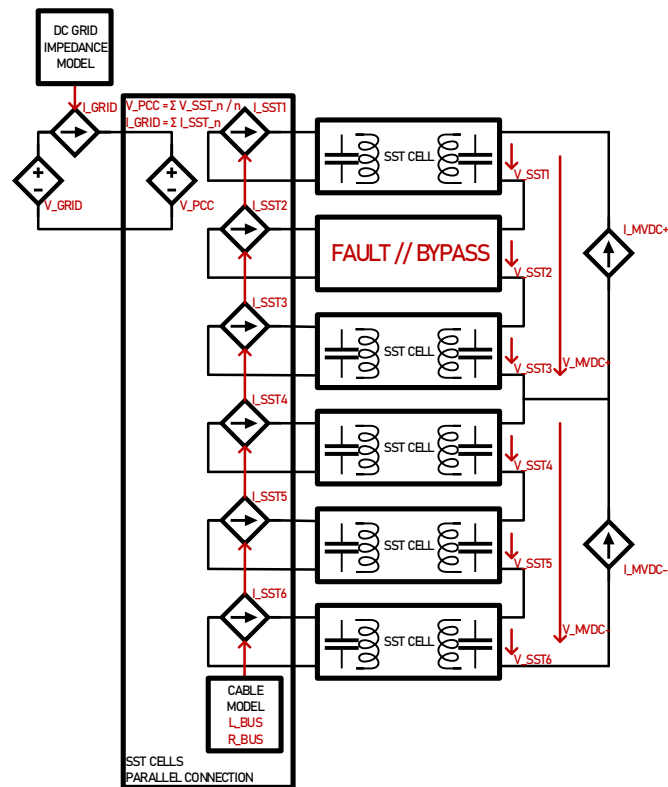 DC GRID
IMPEDANCE
MODEL
I_GRID
V_PCC = Σ V_SST_n / n
I_GRID = Σ I_SST_n
I_SST1
SST CELL
V_SST1
V_GRID
V_PCC
I_SST2
FAULT // BYPASS
V_SST2
I_MVDC+
I_SST3
SST CELL
V_SST3
V_MVDC+
I_SST4
SST CELL
V_SST4
I_SST5
SST CELL
V_SST5
I_MVDC-
I_SST6
SST CELL
V_MVDC-
V_SST6
CABLE
MODEL
L_BUS
R_BUS
SST CELLS
PARALLEL CONNECTION